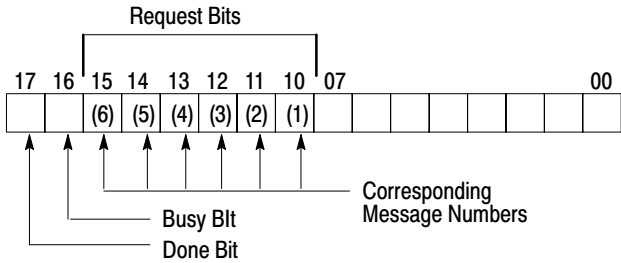 Request Bits
17 16 15 14 13 12 11 10 07 00
(6) (5) (4) (3) (2) (1)
Corresponding
Message Numbers
Busy BIt
Done Bit